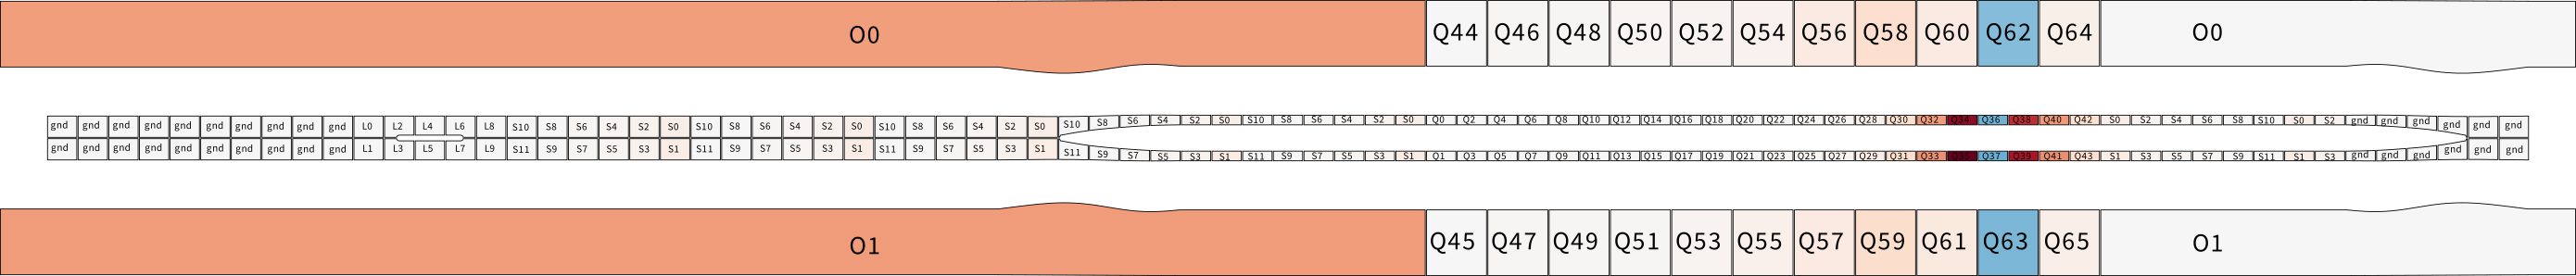 O0 Q44 Q46 Q48 Q50 Q52 Q54 Q56 Q58 Q60 Q62 Q64 O0
gnd gnd gnd gnd gnd gnd gnd gnd gnd gnd L0 L2 L4 L6 L8 S10 S8 S6 S4 S2 S0 S10 S8 S6 S4 S2 S0 S10 S8 S6 S4 S2 S0 S10 S8 S6 S4 S2 S0 S10 S8 S6 S4 S2 S0 Q0 Q2 Q4 Q6 Q8 Q10 Q12 Q14 Q16 Q18 Q20 Q22 Q24 Q26 Q28 Q30 Q32 Q34 Q36 Q38 Q40 Q42 S0 S2 S4 S6 S8 S10 S0 S2 gnd gnd gnd gnd gnd gnd
gnd gnd gnd gnd gnd gnd gnd gnd gnd gnd L1 L3 L5 L7 L9 S11 S9 S7 S5 S3 S1 S11 S9 S7 S5 S3 S1 S11 S9 S7 S5 S3 S1 S11 S9 S7 S5 S3 S1 S11 S9 S7 S5 S3 S1 Q1 Q3 Q5 Q7 Q9 Q11 Q13 Q15 Q17 Q19 Q21 Q23 Q25 Q27 Q29 Q31 Q33 Q35 Q37 Q39 Q41 Q43 S1 S3 S5 S7 S9 S11 S1 S3 gnd gnd gnd gnd gnd gnd
O1 Q45 Q47 Q49 Q51 Q53 Q55 Q57 Q59 Q61 Q63 Q65 O1